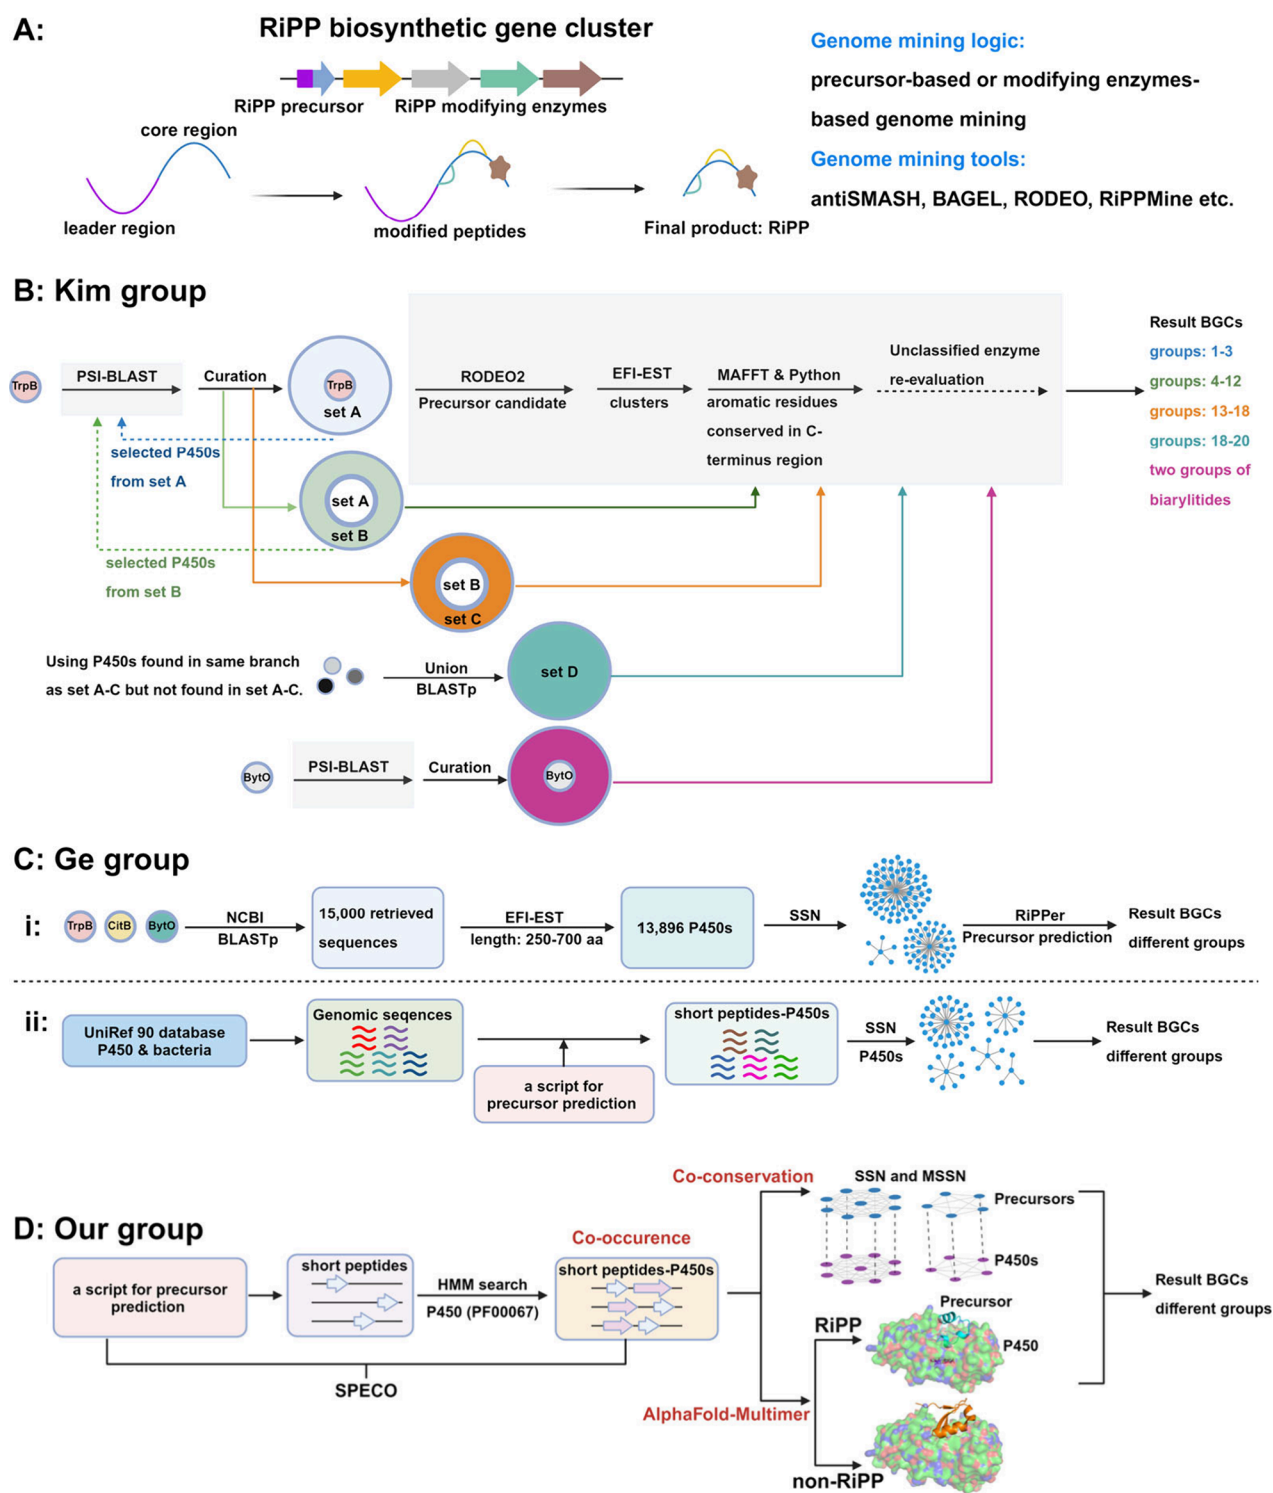 A:
RiPP biosynthetic gene cluster
RiPP precursor
RiPP modifying enzymes
core region
leader region
modified peptides
Final product: RiPP
Genome mining logic:
precursor-based or modifying enzymes-
based genome mining
Genome mining tools:
antiSMASH, BAGEL, RODEO, RiPPMine etc.
B: Kim group
TrpB
PSI-BLAST
Curation
TrpB
set A
RODEO2
Precursor candidate
EFI-EST
clusters
MAFFT & Python
aromatic residues
conserved in C-
terminus region
Unclassified enzyme
re-evaluation
Result BGCs
groups: 1-3
groups: 4-12
groups: 13-18
groups: 18-20
two groups of
biarylitides
selected P450s
from set A
set A
set B
selected P450s
from set B
set B
set C
Using P450s found in same branch
as set A-C but not found in set A-C.
Union
BLASTp
set D
BytO
PSI-BLAST
Curation
BytO
C: Ge group
i:
TrpB
CitB
BytO
NCBI
BLASTp
15,000 retrieved
sequences
EFI-EST
length: 250-700 aa
13,896 P450s
SSN
RiPPer
Precursor prediction
Result BGCs
different groups
ii:
UniRef 90 database
P450 & bacteria
Genomic seqences
a script for
precursor prediction
short peptides-P450s
SSN
P450s
Result BGCs
different groups
D: Our group
a script for precursor
prediction
short peptides
HMM search
P450 (PF00067)
Co-occurence
short peptides-P450s
SPECO
Co-conservation
SSN and MSSN
Precursors
P450s
AlphaFold-Multimer
RiPP
Precursor
P450
non-RiPP
Result BGCs
different groups